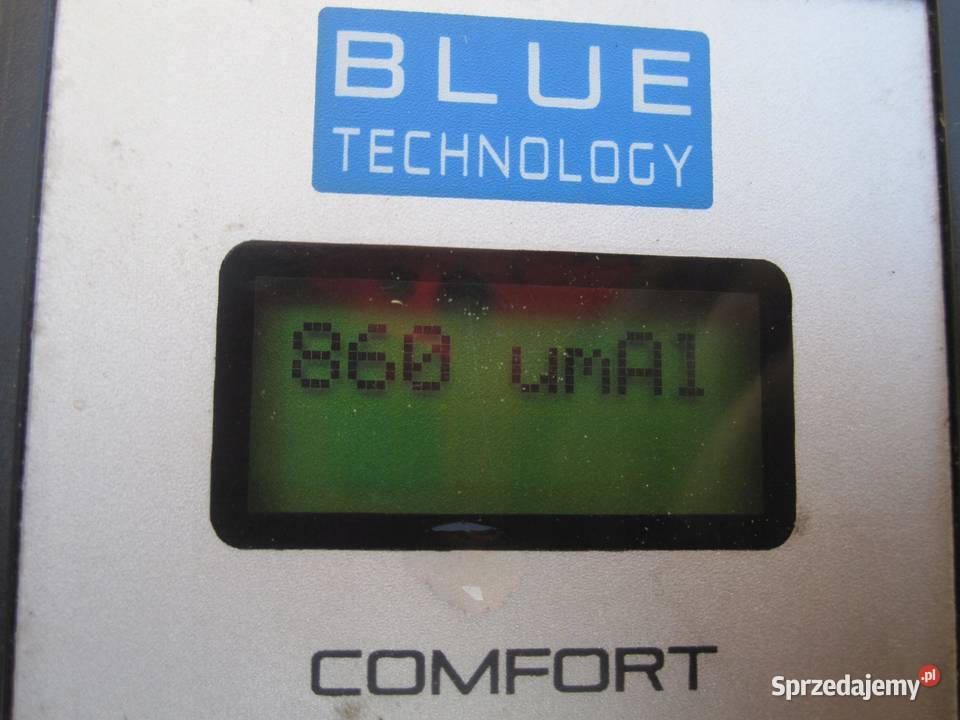 BLUE
TECHNOLOGY
860 umA1
COMFORT
Sprzedajemy.pl